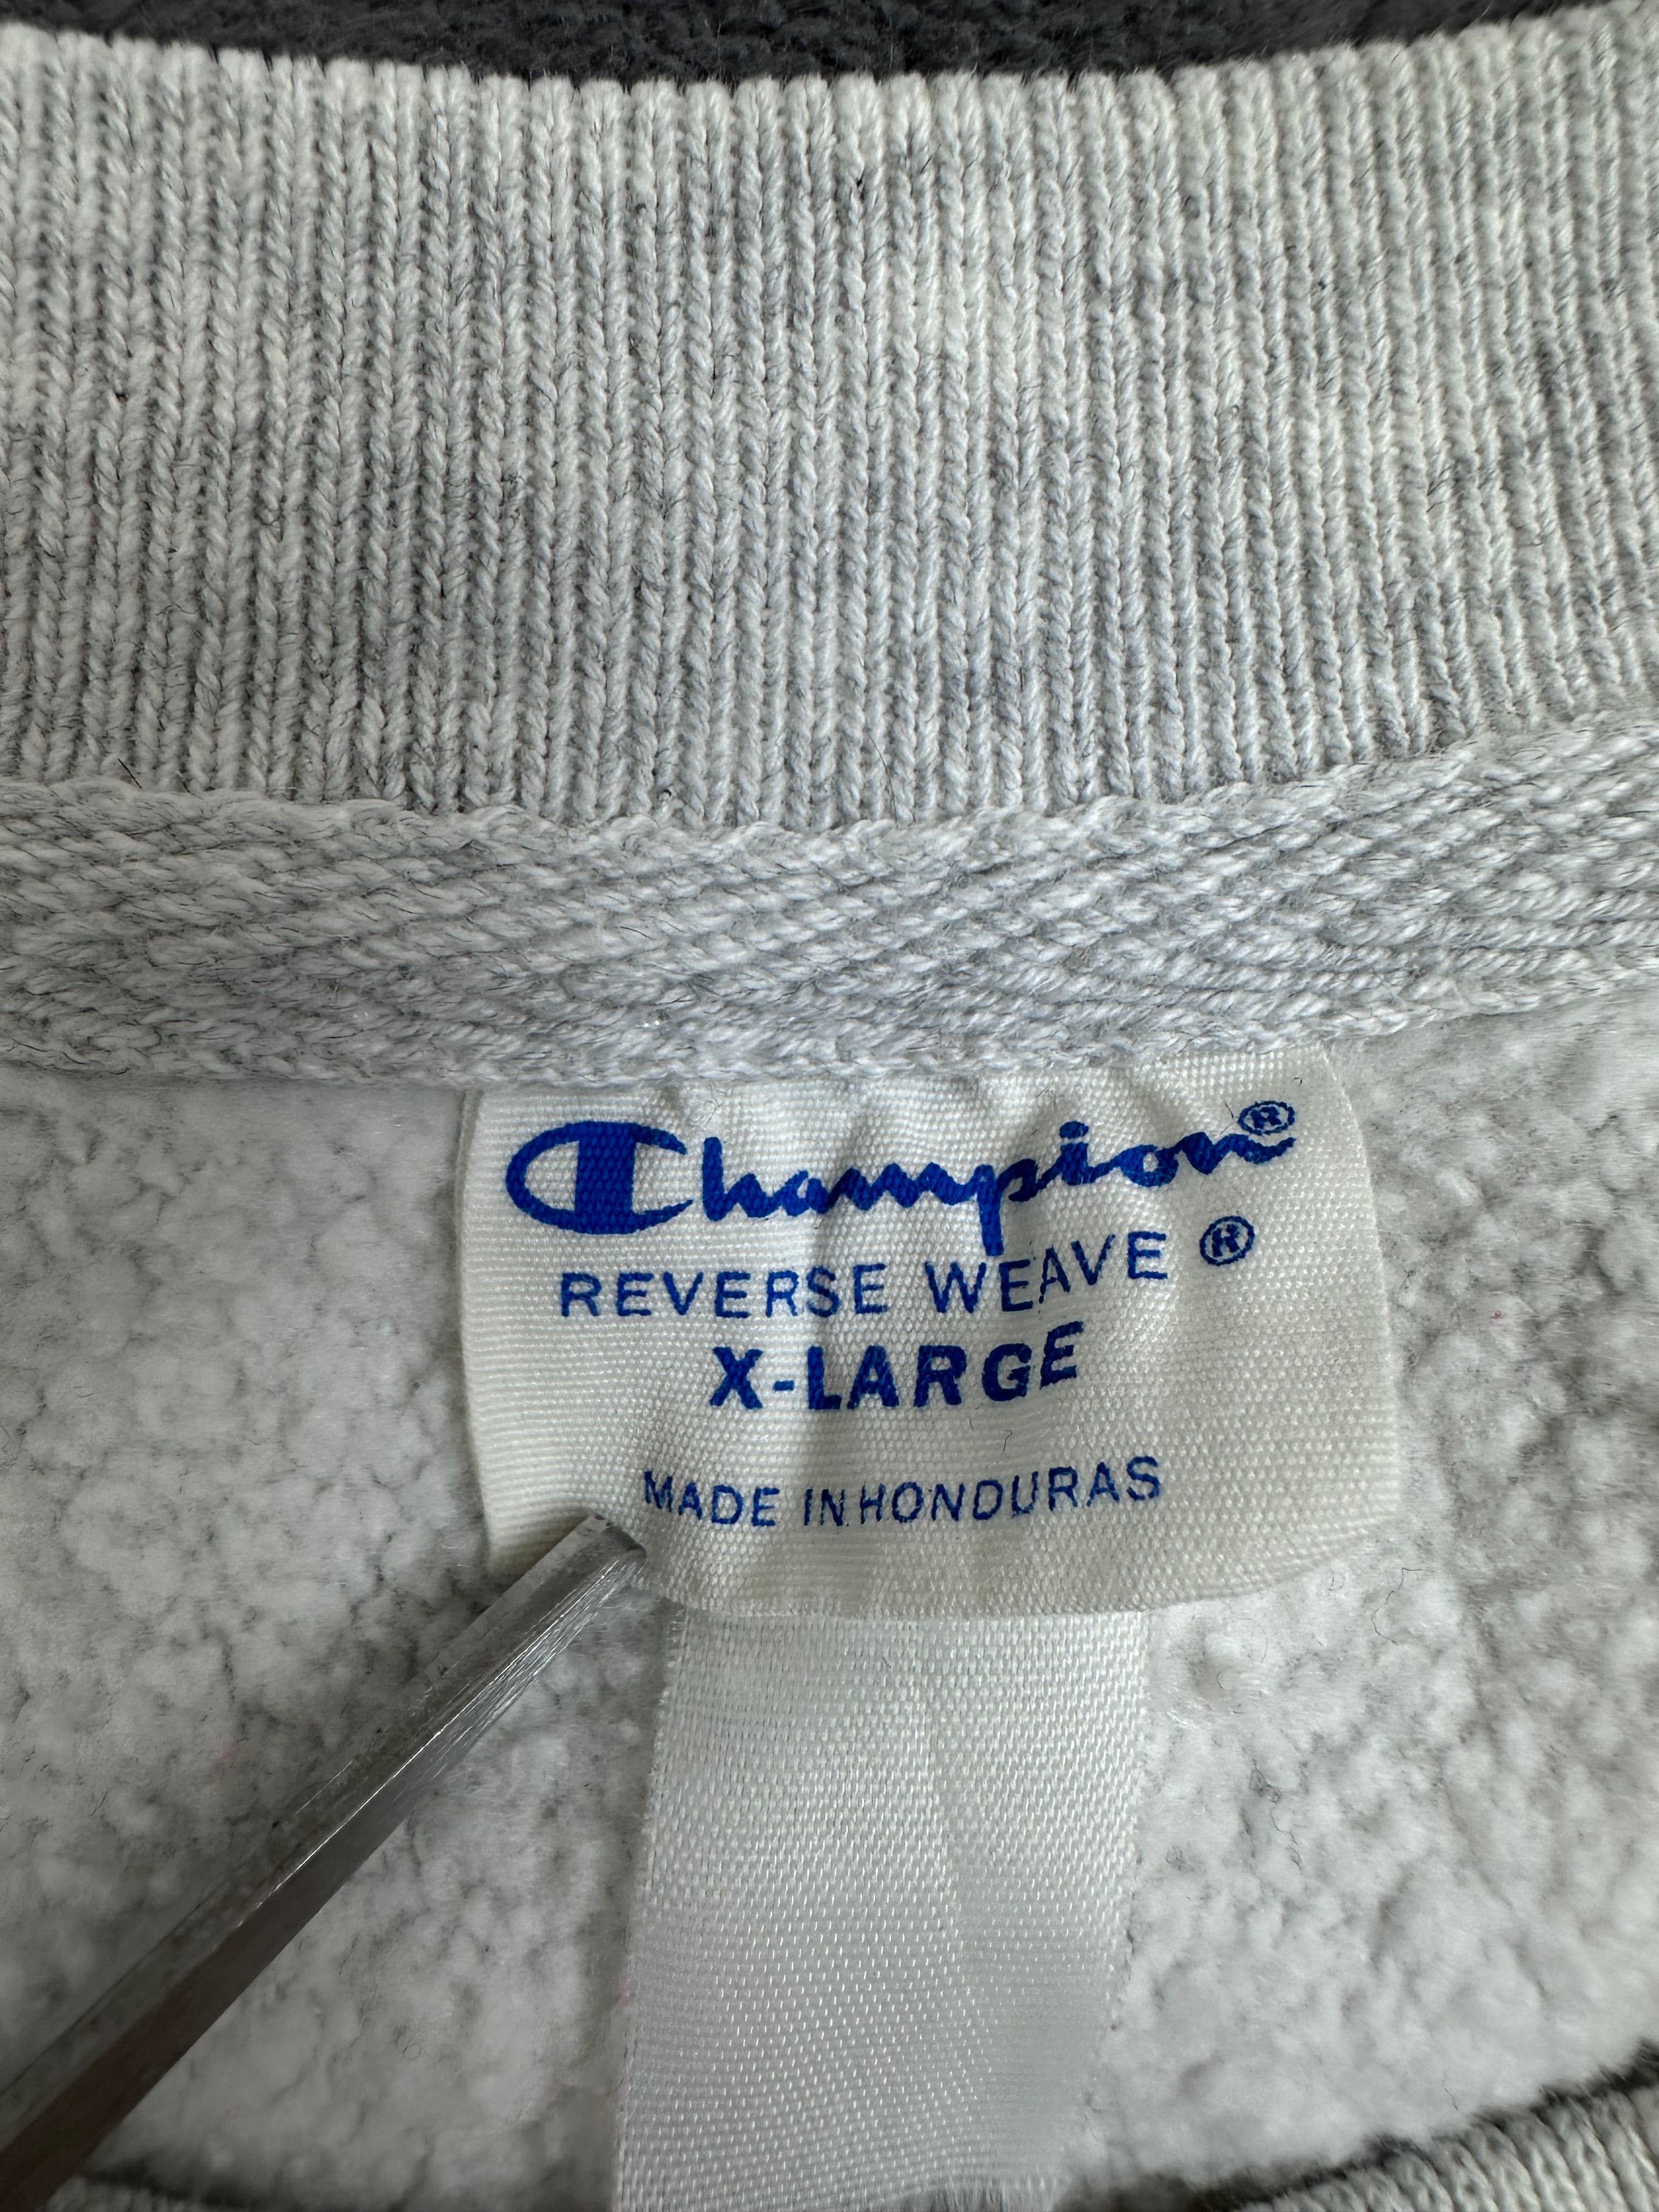 Champion®
REVERSE WEAVE ®
X-LARGE
MADE IN HONDURAS